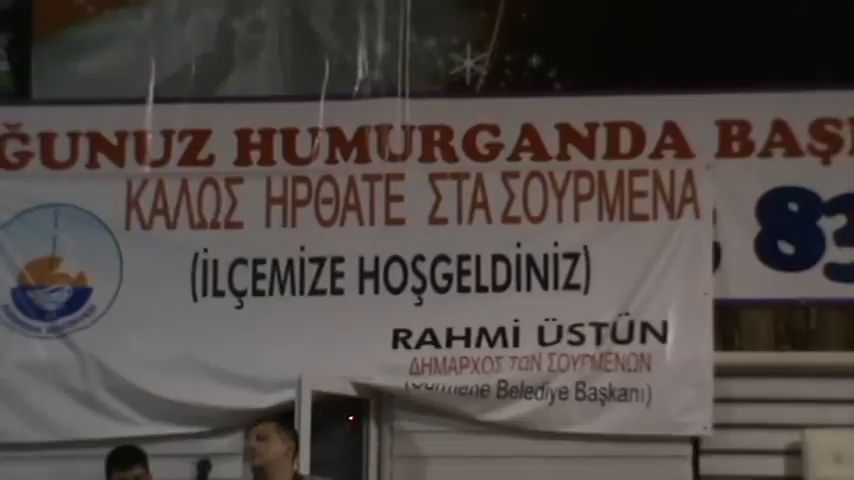 ĞUNUZ HUMURGANDA BAŞ
ΚΑΛΩΣ ΗΡΘΑΤΕ ΣΤΑ ΣΟΥΡΜΕΝΑ
83
(İLÇEMİZE HOŞGELDİNİZ)
RAHMİ ÜSTÜN
ΔΗΜΑΡΧΟΣ ΤΩΝ ΣΟΥΡΜΕΝΩΝ
Belediye Başkanı)